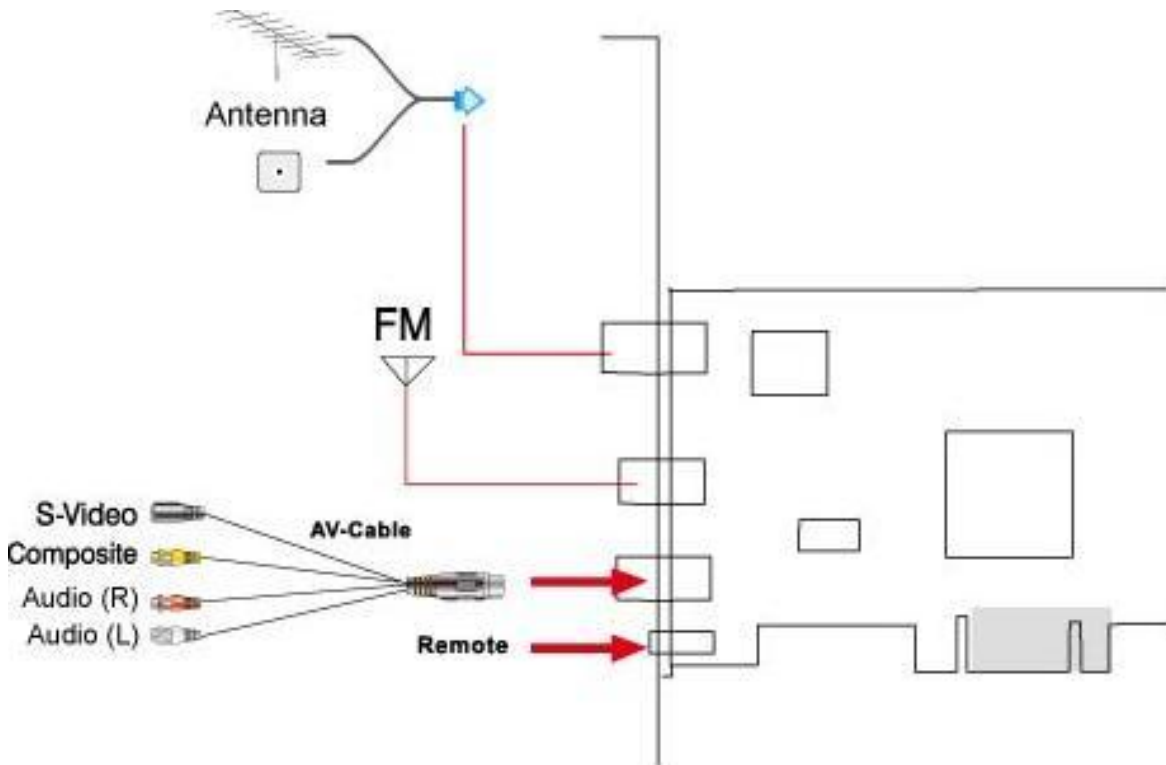 Antenna
FM
S-Video
AV-Cable
Composite
Audio (R)
Audio (L)
Remote